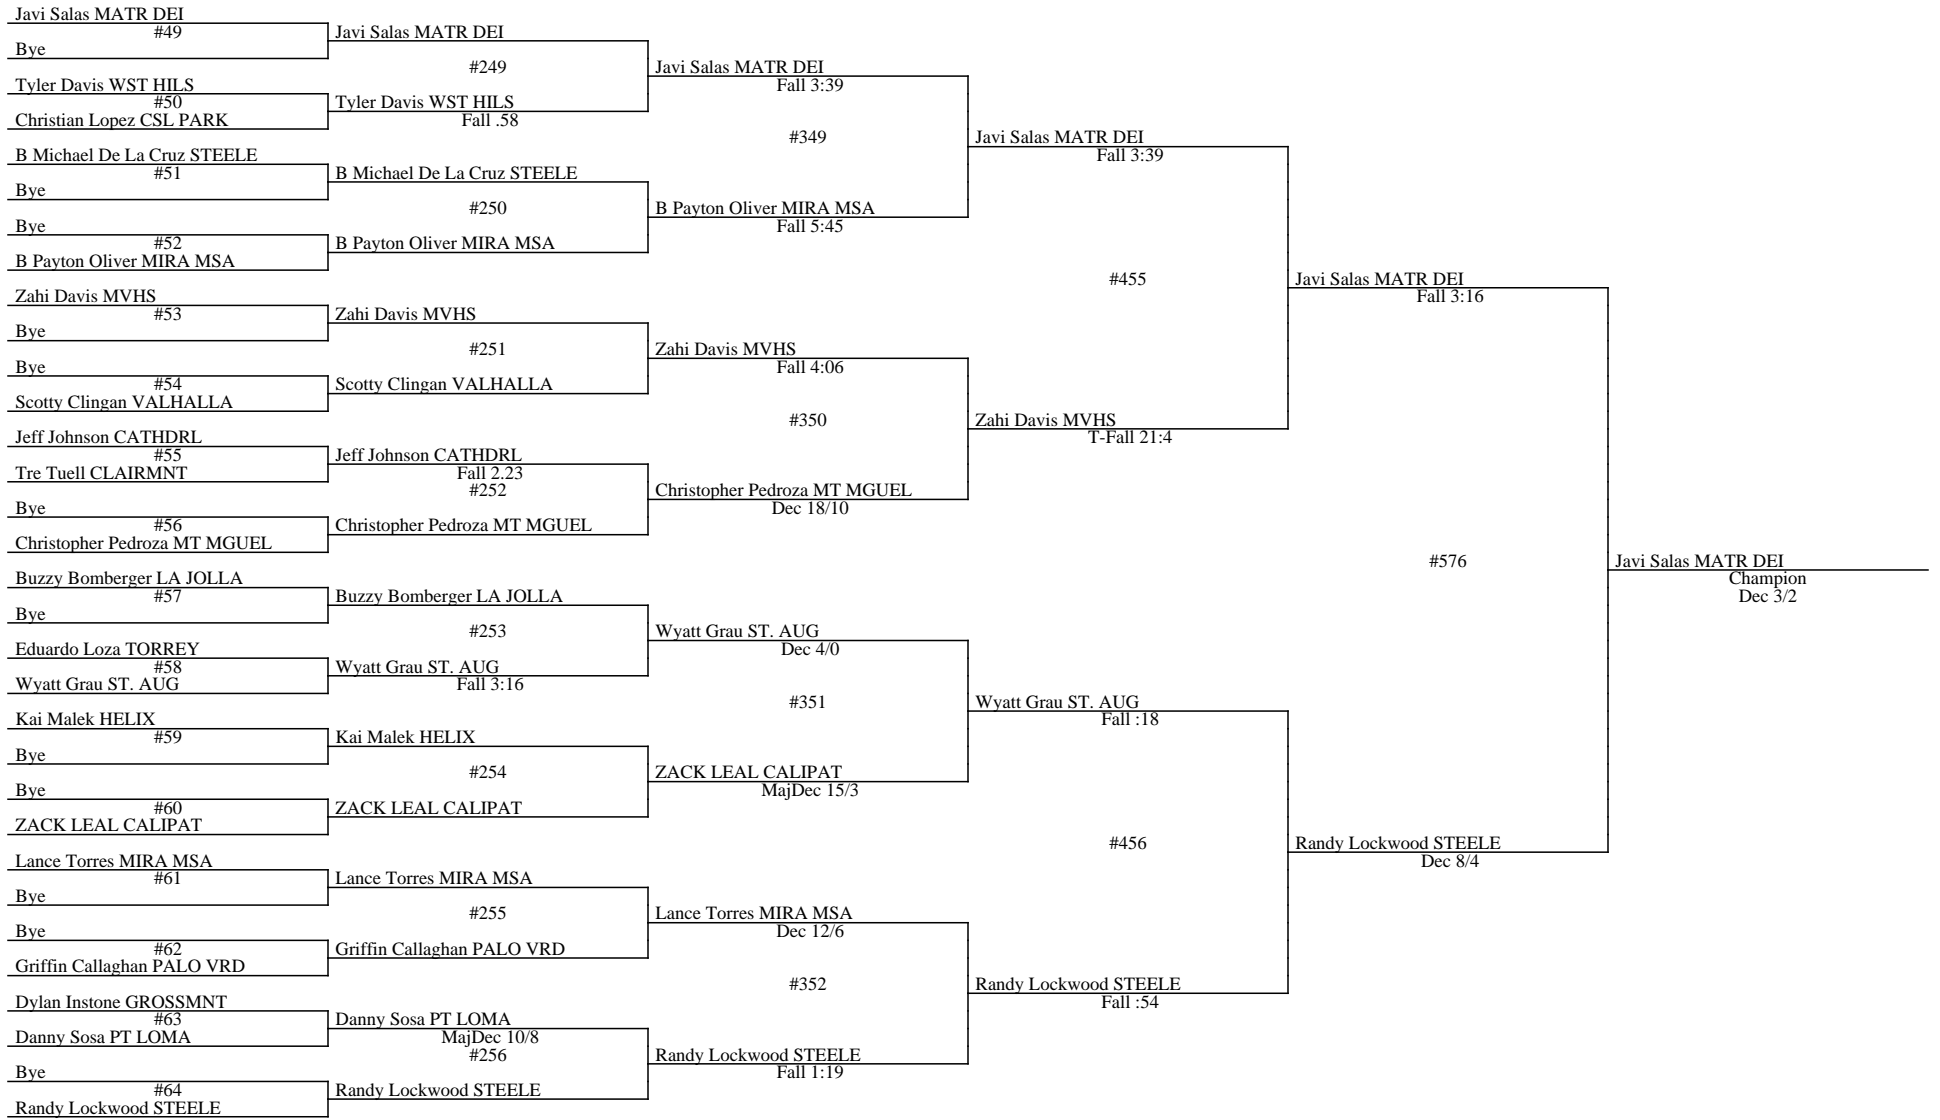 Javi Salas MATR DEI
#49
Bye
Tyler Davis WST HILS
#50
Christian Lopez CSL PARK
B Michael De La Cruz STEELE
#51
Bye
Bye
#52
B Payton Oliver MIRA MSA
Zahi Davis MVHS
#53
Bye
Bye
#54
Scotty Clingan VALHALLA
Jeff Johnson CATHDRL
#55
Tre Tuell CLAIRMNT
Bye
#56
Christopher Pedroza MT MGUEL
Buzzy Bomberger LA JOLLA
#57
Bye
Eduardo Loza TORREY
#58
Wyatt Grau ST. AUG
Kai Malek HELIX
#59
Bye
Bye
#60
ZACK LEAL CALIPAT
Lance Torres MIRA MSA
#61
Bye
Bye
#62
Griffin Callaghan PALO VRD
Dylan Instone GROSSMNT
#63
Danny Sosa PT LOMA
Bye
#64
Randy Lockwood STEELE
Javi Salas MATR DEI
#249
Tyler Davis WST HILS
Fall .58
B Michael De La Cruz STEELE
#250
B Payton Oliver MIRA MSA
Zahi Davis MVHS
#251
Scotty Clingan VALHALLA
Jeff Johnson CATHDRL
Fall 2.23
#252
Christopher Pedroza MT MGUEL
Buzzy Bomberger LA JOLLA
#253
Wyatt Grau ST. AUG
Fall 3:16
Kai Malek HELIX
#254
ZACK LEAL CALIPAT
Lance Torres MIRA MSA
#255
Griffin Callaghan PALO VRD
Danny Sosa PT LOMA
MajDec 10/8
#256
Randy Lockwood STEELE
Javi Salas MATR DEI
Fall 3:39
#349
B Payton Oliver MIRA MSA
Fall 5:45
Zahi Davis MVHS
Fall 4:06
#350
Christopher Pedroza MT MGUEL
Dec 18/10
Wyatt Grau ST. AUG
Dec 4/0
#351
ZACK LEAL CALIPAT
MajDec 15/3
Lance Torres MIRA MSA
Dec 12/6
#352
Randy Lockwood STEELE
Fall 1:19
Javi Salas MATR DEI
Fall 3:39
#455
Zahi Davis MVHS
T-Fall 21:4
Wyatt Grau ST. AUG
Fall :18
#456
Randy Lockwood STEELE
Fall :54
Javi Salas MATR DEI
Fall 3:16
#576
Randy Lockwood STEELE
Dec 8/4
Javi Salas MATR DEI
Champion
Dec 3/2